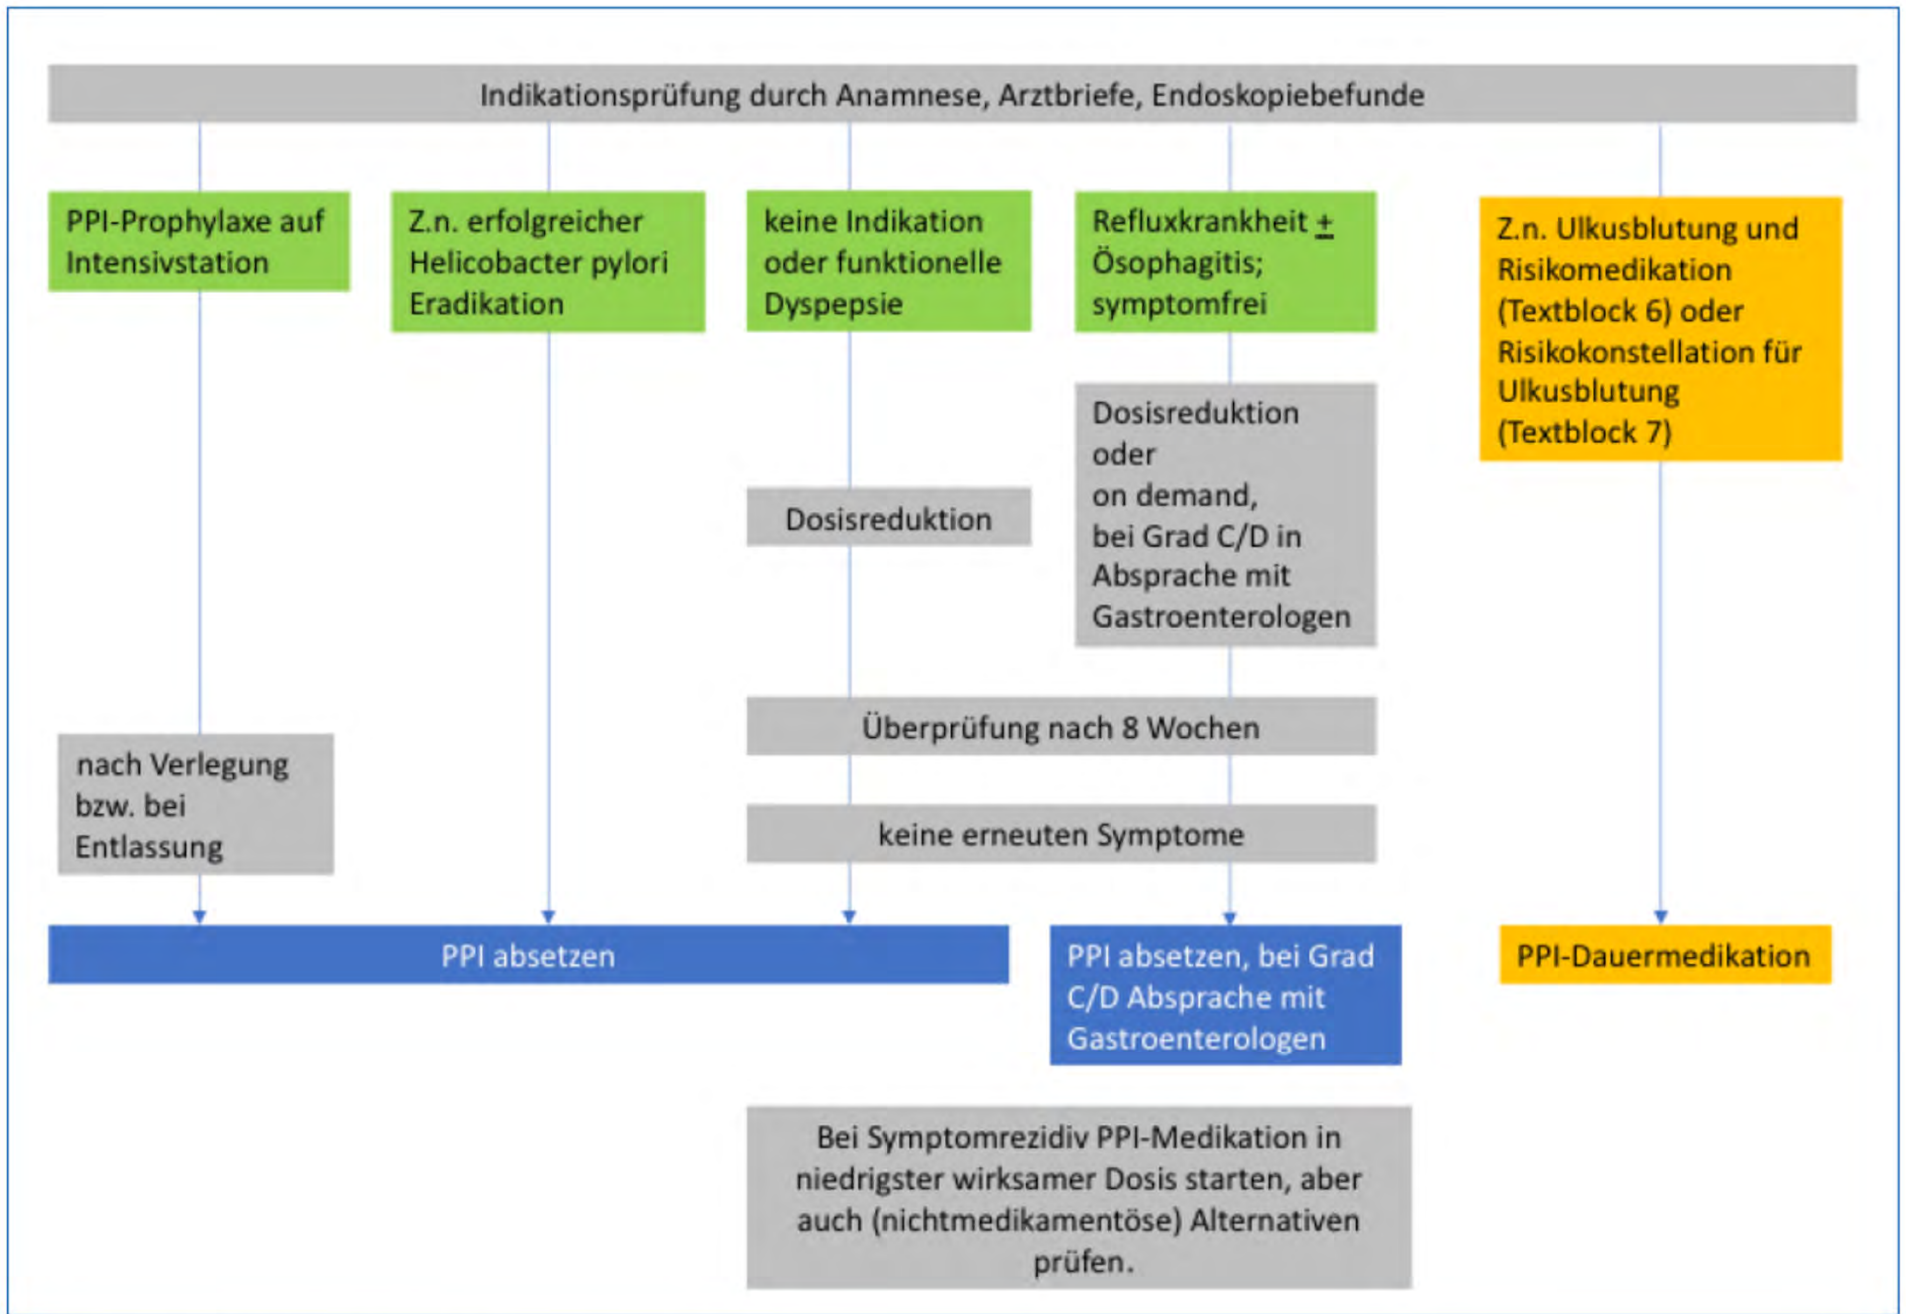 Indikationsprüfung durch Anamnese, Arztbriefe, Endoskopiebefunde
PPI-Prophylaxe auf
Intensivstation
Z.n. erfolgreicher
Helicobacter pylori
Eradikation
keine Indikation
oder funktionelle
Dyspepsie
Refluxkrankheit ±
Ösophagitis;
symptomfrei
Z.n. Ulkusblutung und
Risikomedikation
(Textblock 6) oder
Risikokonstellation für
Ulkusblutung
(Textblock 7)
Dosisreduktion
Dosisreduktion
oder
on demand,
bei Grad C/D in
Absprache mit
Gastroenterologen
Überprüfung nach 8 Wochen
nach Verlegung
bzw. bei
Entlassung
keine erneuten Symptome
PPI absetzen
PPI absetzen, bei Grad
C/D Absprache mit
Gastroenterologen
PPI-Dauermedikation
Bei Symptomrezidiv PPI-Medikation in
niedrigster wirksamer Dosis starten, aber
auch (nichtmedikamentöse) Alternativen
prüfen.